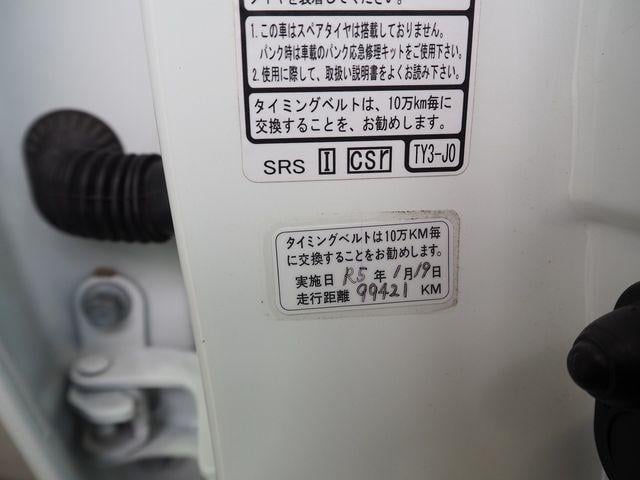 1.この車はスペアタイヤは搭載しておりません。
パンク時は車載のパンク応急修理キットをご使用下さい。
2.使用に際して、取扱い説明書をよくお読み下さい。
タイミングベルトは、10万km毎に
交換することを、お勧めします。
SRS I csr TY3-J0
タイミングベルトは10万KM毎
に交換することをお勧めします。
実施日 R5年1月19日
走行距離 99421 KM